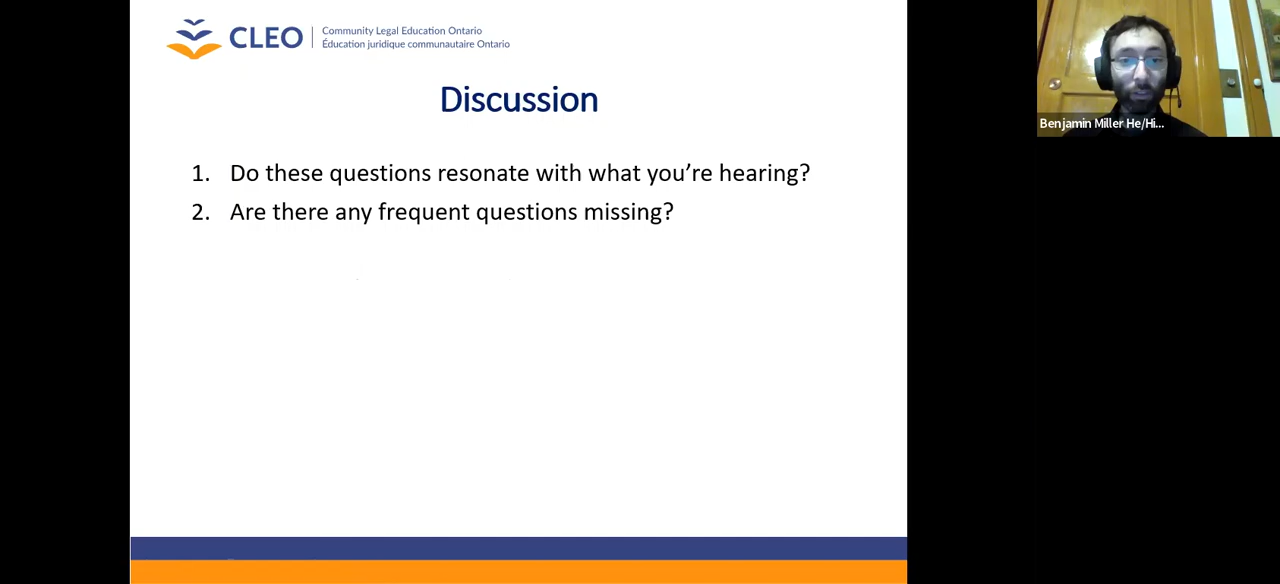 CLEO
Community Legal Education Ontario
Éducation juridique communautaire Ontario
Discussion
1. Do these questions resonate with what you’re hearing?
2. Are there any frequent questions missing?
Benjamin Miller He/Hi...